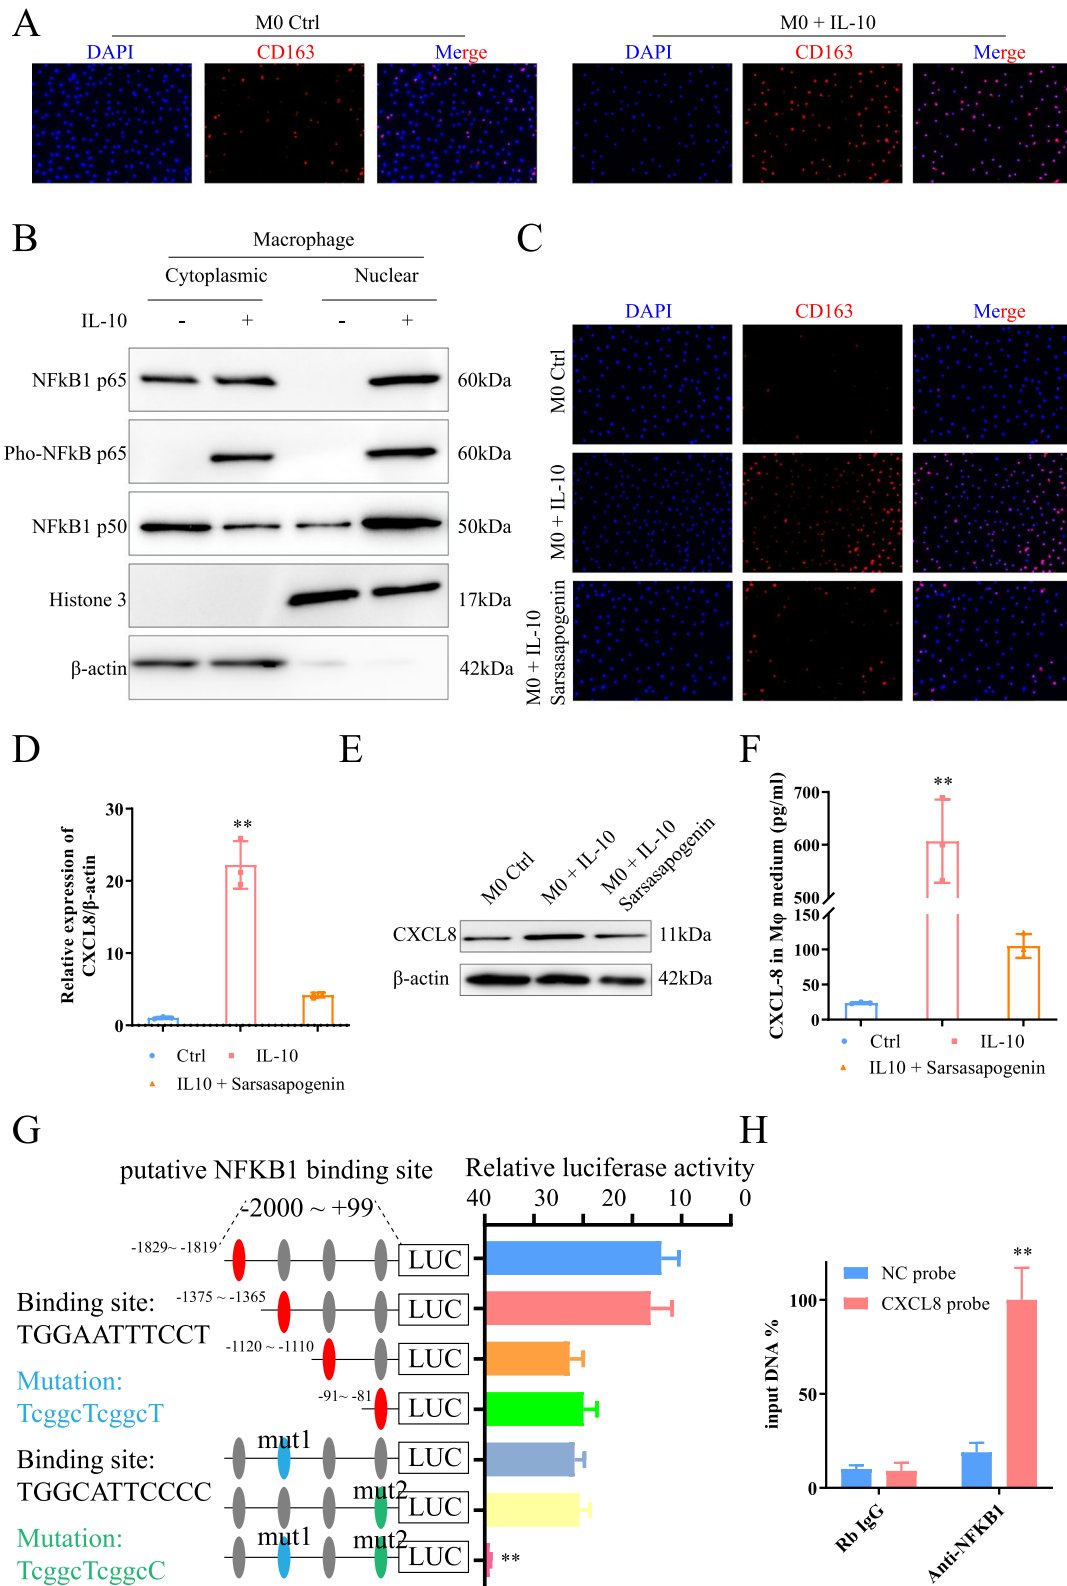 A
M0 Ctrl
M0 + IL-10
DAPI CD163 Merge
DAPI CD163 Merge
B
Macrophage
Cytoplasmic Nuclear
IL-10 - + - +
NFkB1 p65 60kDa
Pho-NFkB p65 60kDa
NFkB1 p50 50kDa
Histone 3 17kDa
β-actin 42kDa
C
DAPI CD163 Merge
M0 Ctrl
M0 + IL-10
M0 + IL-10
Sarsasapogenin
D
Relative expression of
CXCL8/β-actin
30
20
10
0
**
Ctrl IL-10
IL10 + Sarsasapogenin
E
M0 Ctrl
M0 + IL-10
M0 + IL-10
Sarsasapogenin
CXCL8 11kDa
β-actin 42kDa
F
CXCL-8 in Mφ medium (pg/ml)
700
600
500
150
100
50
0
**
Ctrl IL-10
IL10 + Sarsasapogenin
G
putative NFKB1 binding site
-2000 ~ +99
Relative luciferase activity
40 30 20 10 0
-1829~ -1819
LUC
-1375 ~ -1365
LUC
-1120 ~ -1110
LUC
-91~ -81
LUC
mut1
LUC
mut2
LUC
mut1 mut2
LUC
**
Binding site:
TGGAATTTCCT
Mutation:
TcggcTcggcT
Binding site:
TGGCATTCCCC
Mutation:
TcggcTcggcC
H
input DNA %
100
50
0
NC probe
CXCL8 probe
**
Rb IgG
Anti-NFKB1